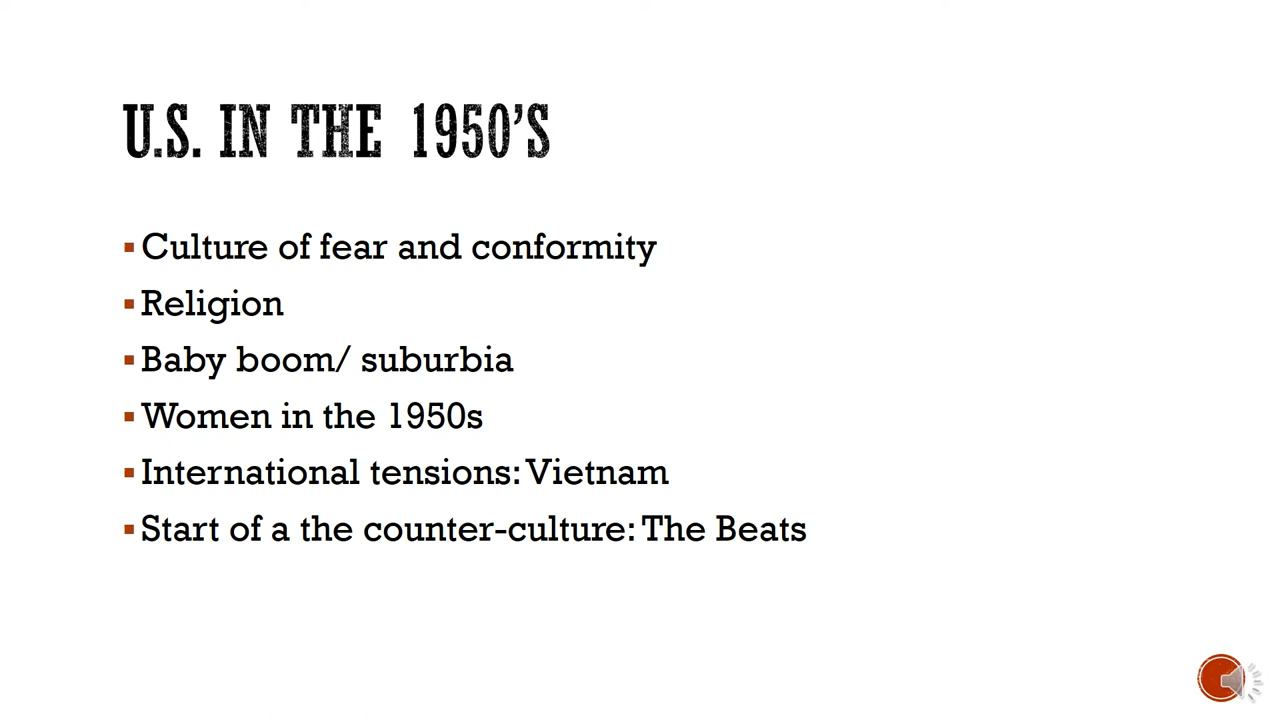 U.S. IN THE 1950’S
▪Culture of fear and conformity
▪Religion
▪Baby boom/ suburbia
▪Women in the 1950s
▪International tensions: Vietnam
▪Start of a the counter-culture: The Beats